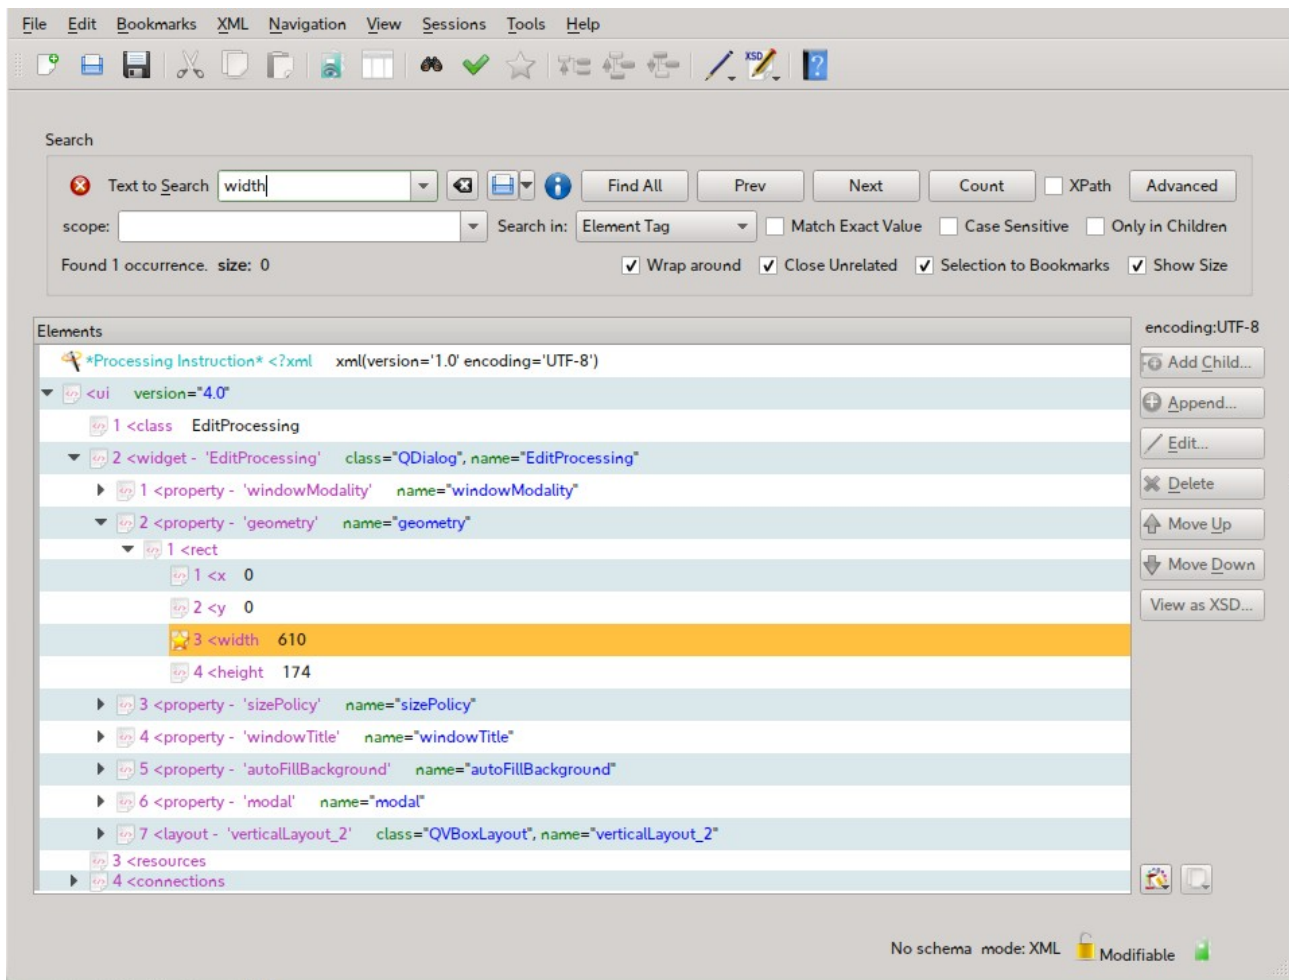 File Edit Bookmarks XML Navigation View Sessions Tools Help
XSD
?
Search
Text to Search width Find All Prev Next Count XPath Advanced
scope: Search in: Element Tag Match Exact Value Case Sensitive Only in Children
Found 1 occurrence. size: 0 Wrap around Close Unrelated Selection to Bookmarks Show Size
Elements
encoding:UTF-8
*Processing Instruction* <?xml xml(version='1.0' encoding='UTF-8')
Add Child...
<ui version="4.0"
Append...
1 <class EditProcessing
Edit...
2 <widget - 'EditProcessing' class="QDialog", name="EditProcessing"
Delete
1 <property - 'windowModality' name="windowModality"
2 <property - 'geometry' name="geometry"
Move Up
1 <rect
Move Down
1 <x 0
2 <y 0
View as XSD...
3 <width 610
4 <height 174
3 <property - 'sizePolicy' name="sizePolicy"
4 <property - 'windowTitle' name="windowTitle"
5 <property - 'autoFillBackground' name="autoFillBackground"
6 <property - 'modal' name="modal"
7 <layout - 'verticalLayout_2' class="QVBoxLayout", name="verticalLayout_2"
3 <resources
4 <connections
No schema mode: XML Modifiable